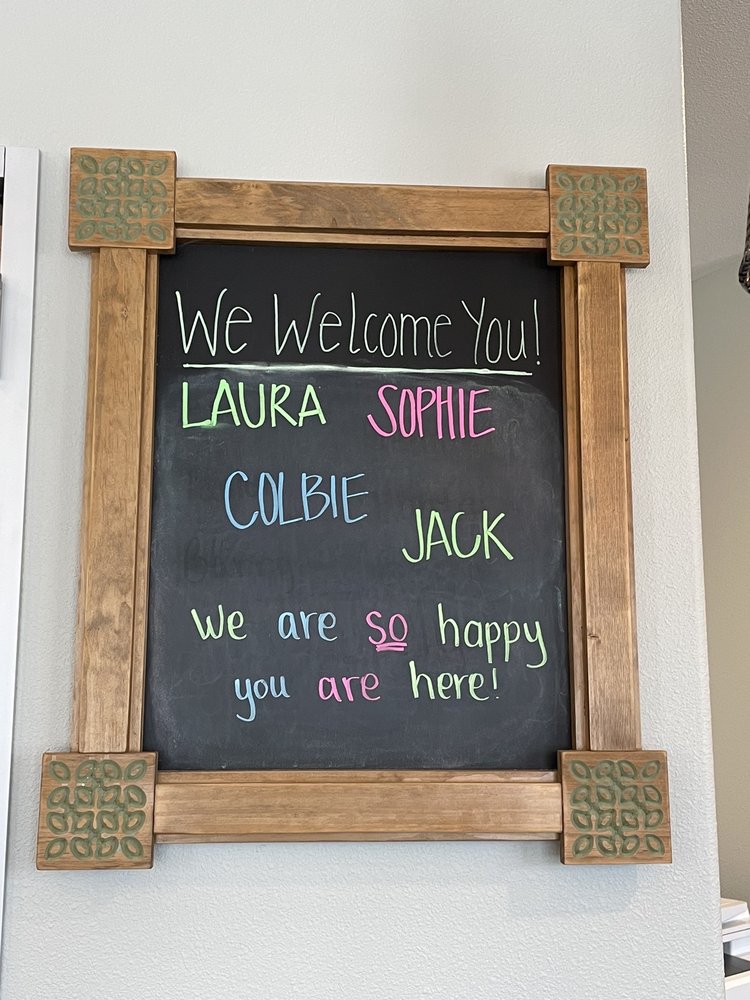 We Welcome You!
LAURA SOPHIE
COLBIE
JACK
We are so happy
you are here!